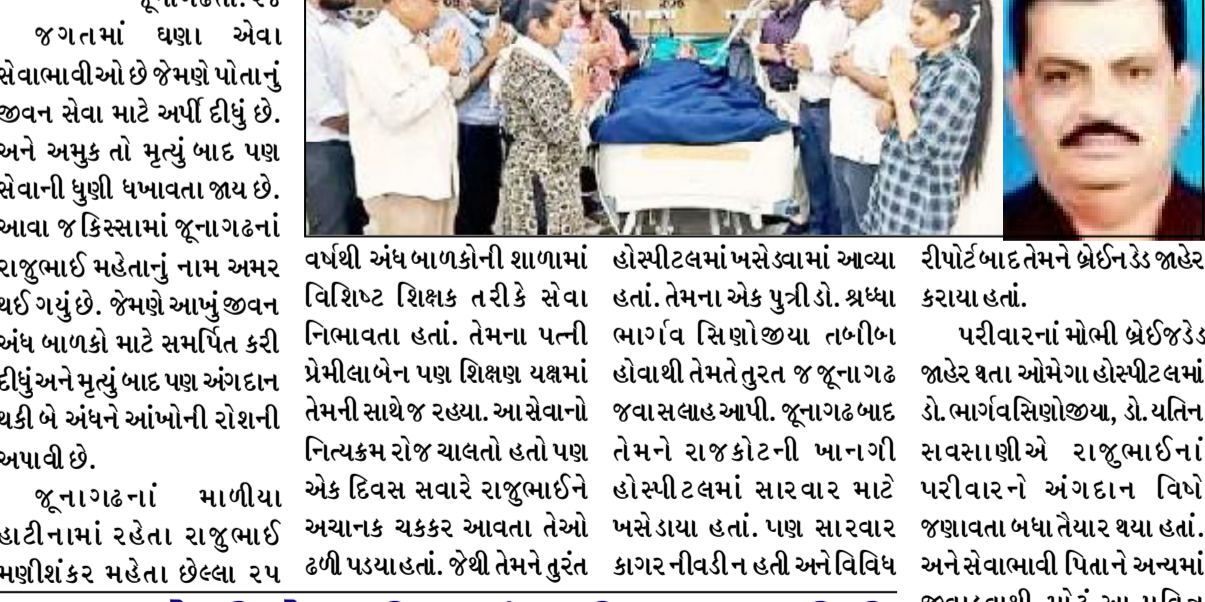 જૂનાગઢતા. ૨૪
જગતમાં ઘણા એવા
સેવાભાવીઓ છે જેમણે પોતાનું
જીવન સેવા માટે અર્પી દીધું છે.
અને અમુક તો મૃત્યું બાદ પણ
સેવાની ધુણી ધખાવતા જાય છે.
આવા જ કિસ્સામાં જૂનાગઢનાં
રાજુભાઈ મહેતાનું નામ અમર
થઈ ગયું છે. જેમણે આખું જીવન
અંધ બાળકો માટે સમર્પિત કરી
દીધું અને મૃત્યું બાદ પણ અંગદાન
થકી બે અંધને આંખોની રોશની
અપાવી છે.
જૂનાગઢનાં માળીયા
હાટીનામાં રહેતા રાજુભાઈ
મણીશંકર મહેતા છેલ્લા ૨૫
વર્ષથી અંધ બાળકોની શાળામાં
વિશિષ્ટ શિક્ષક તરીકે સેવા
નિભાવતા હતાં. તેમના પત્ની
પ્રેમીલાબેન પણ શિક્ષણ યક્ષમાં
તેમની સાથે જ રહયા. આ સેવાનો
નિત્યક્રમ રોજ ચાલતો હતો પણ
એક દિવસ સવારે રાજુભાઈને
અચાનક ચકકર આવતા તેઓ
ઢળી પડયા હતાં. જેથી તેમને તુરંત
હોસ્પીટલમાં ખસેડવામાં આવ્યા
હતાં. તેમના એક પુત્રી ડો. શ્રધ્ધા
ભાર્ગવ સિણોજીયા તબીબ
હોવાથી તેમતે તુરત જ જૂનાગઢ
જવા સલાહ આપી. જૂનાગઢ બાદ
તેમને રાજકોટની ખાનગી
હોસ્પીટલમાં સારવાર માટે
ખસેડાયા હતાં. પણ સારવાર
કાગર નીવડી ન હતી અને વિવિધ
રીપોર્ટ બાદ તેમને બ્રેઈનડેડ જાહેર
કરાયા હતાં.
પરીવારનાં મોભી બ્રેઈજડેડ
જાહેર થતા ઓમેગા હોસ્પીટલમાં
ડો. ભાર્ગવ સિણોજીયા, ડો. યતિન
સવસાણીએ રાજુભાઈનાં
પરીવારને અંગદાન વિષે
જણાવતા બધા તૈયાર થયા હતાં.
અને સેવાભાવી પિતાને અન્યમાં